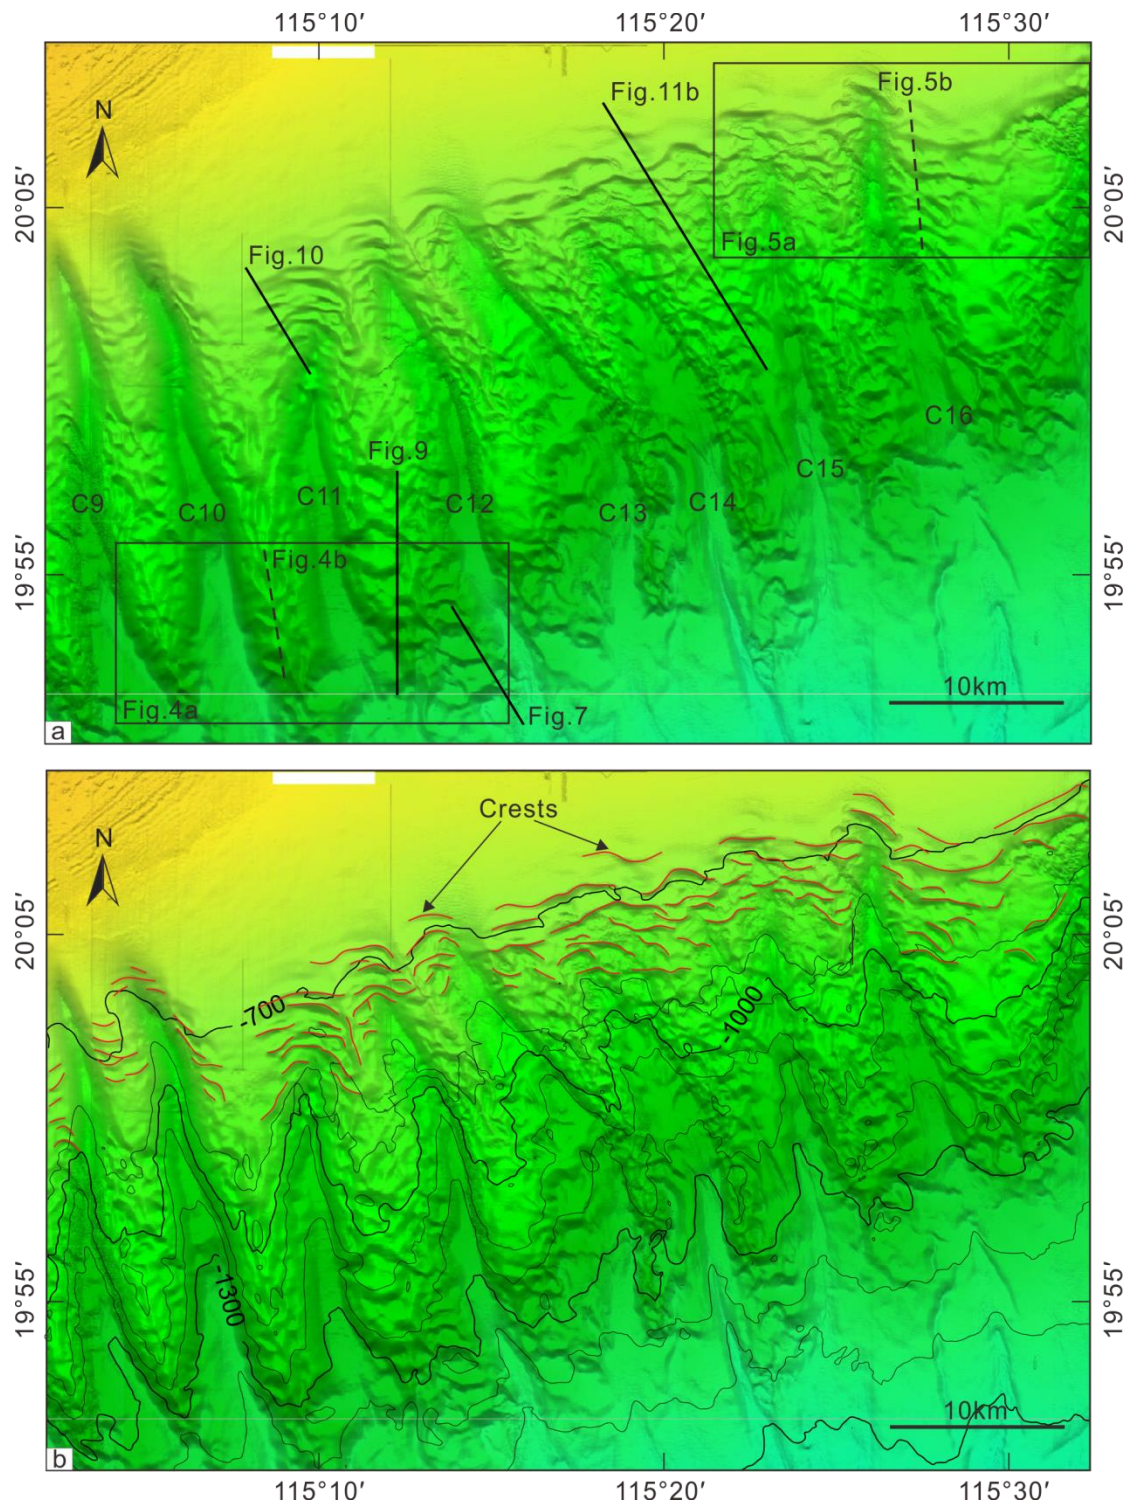 115°10′ 115°20′ 115°30′
N
Fig.11b
Fig.5b
20°05′
20°05′
Fig.10
Fig.5a
C16
Fig.9
C15
C9
C10
C11
C12
C13
C14
19°55′
Fig.4b
19°55′
10km
Fig.4a
Fig.7
a
Crests
N
20°05′
20°05′
-700
-1000
-1300
19°55′
19°55′
10km
b
115°10′ 115°20′ 115°30′